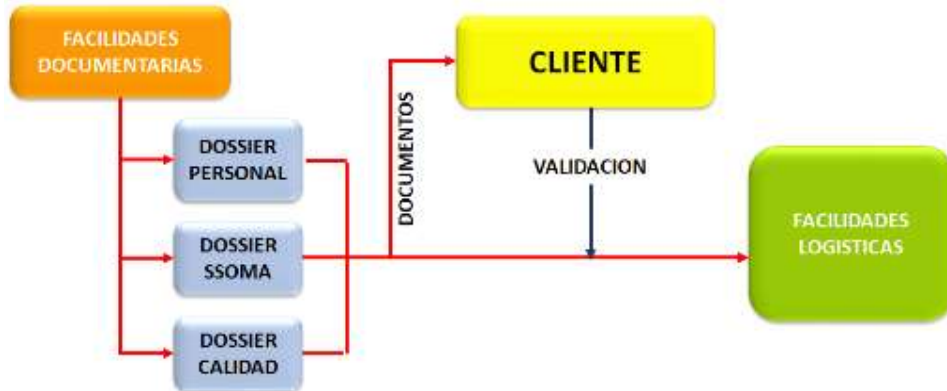 FACILIDADES
DOCUMENTARIAS
DOSSIER
PERSONAL
DOSSIER
SSOMA
DOSSIER
CALIDAD
DOCUMENTOS
CLIENTE
VALIDACION
FACILIDADES
LOGISTICAS